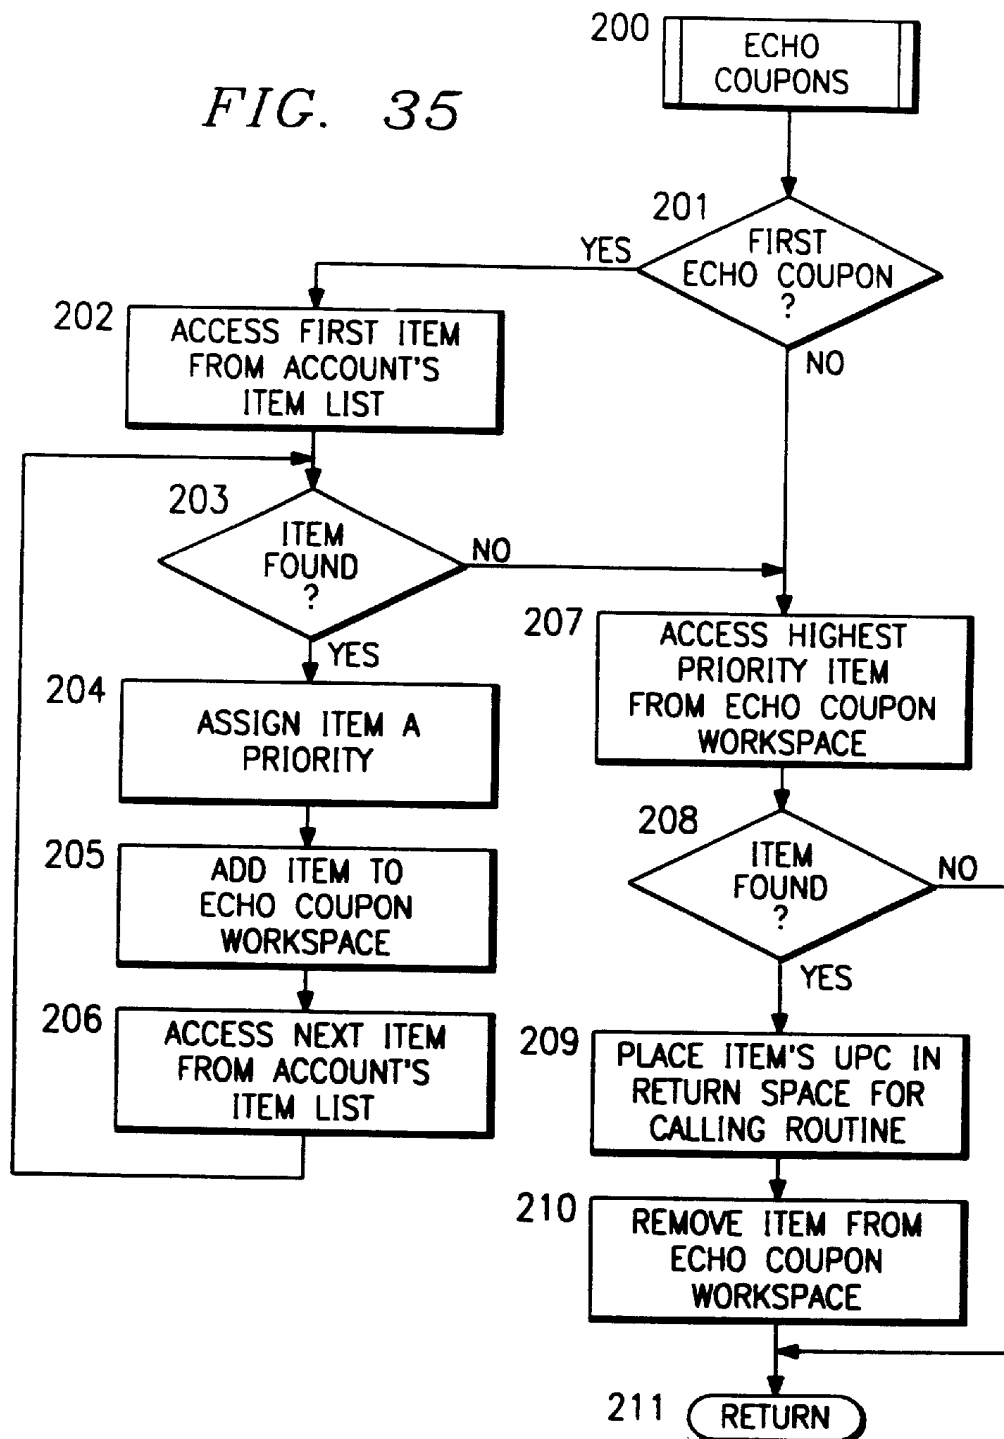 FIG. 35
200
ECHO
COUPONS
201
FIRST
ECHO COUPON
?
YES
NO
202
ACCESS FIRST ITEM
FROM ACCOUNT'S
ITEM LIST
203
ITEM
FOUND
?
NO
YES
204
ASSIGN ITEM A
PRIORITY
205
ADD ITEM TO
ECHO COUPON
WORKSPACE
206
ACCESS NEXT ITEM
FROM ACCOUNT'S
ITEM LIST
207
ACCESS HIGHEST
PRIORITY ITEM
FROM ECHO COUPON
WORKSPACE
208
ITEM
FOUND
?
NO
YES
209
PLACE ITEM'S UPC IN
RETURN SPACE FOR
CALLING ROUTINE
210
REMOVE ITEM FROM
ECHO COUPON
WORKSPACE
211
RETURN